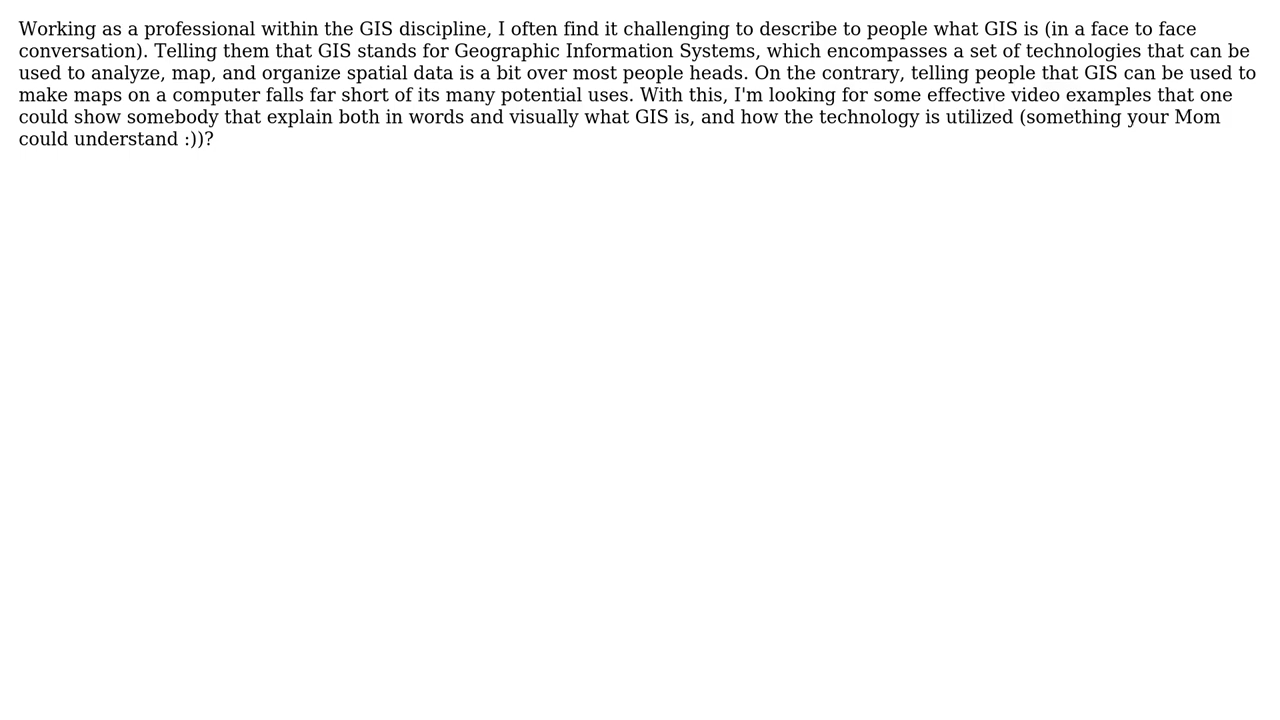 Working as a professional within the GIS discipline, I often find it challenging to describe to people what GIS is (in a face to face
conversation). Telling them that GIS stands for Geographic Information Systems, which encompasses a set of technologies that can be
used to analyze, map, and organize spatial data is a bit over most people heads. On the contrary, telling people that GIS can be used to
make maps on a computer falls far short of its many potential uses. With this, I'm looking for some effective video examples that one
could show somebody that explain both in words and visually what GIS is, and how the technology is utilized (something your Mom
could understand :))?